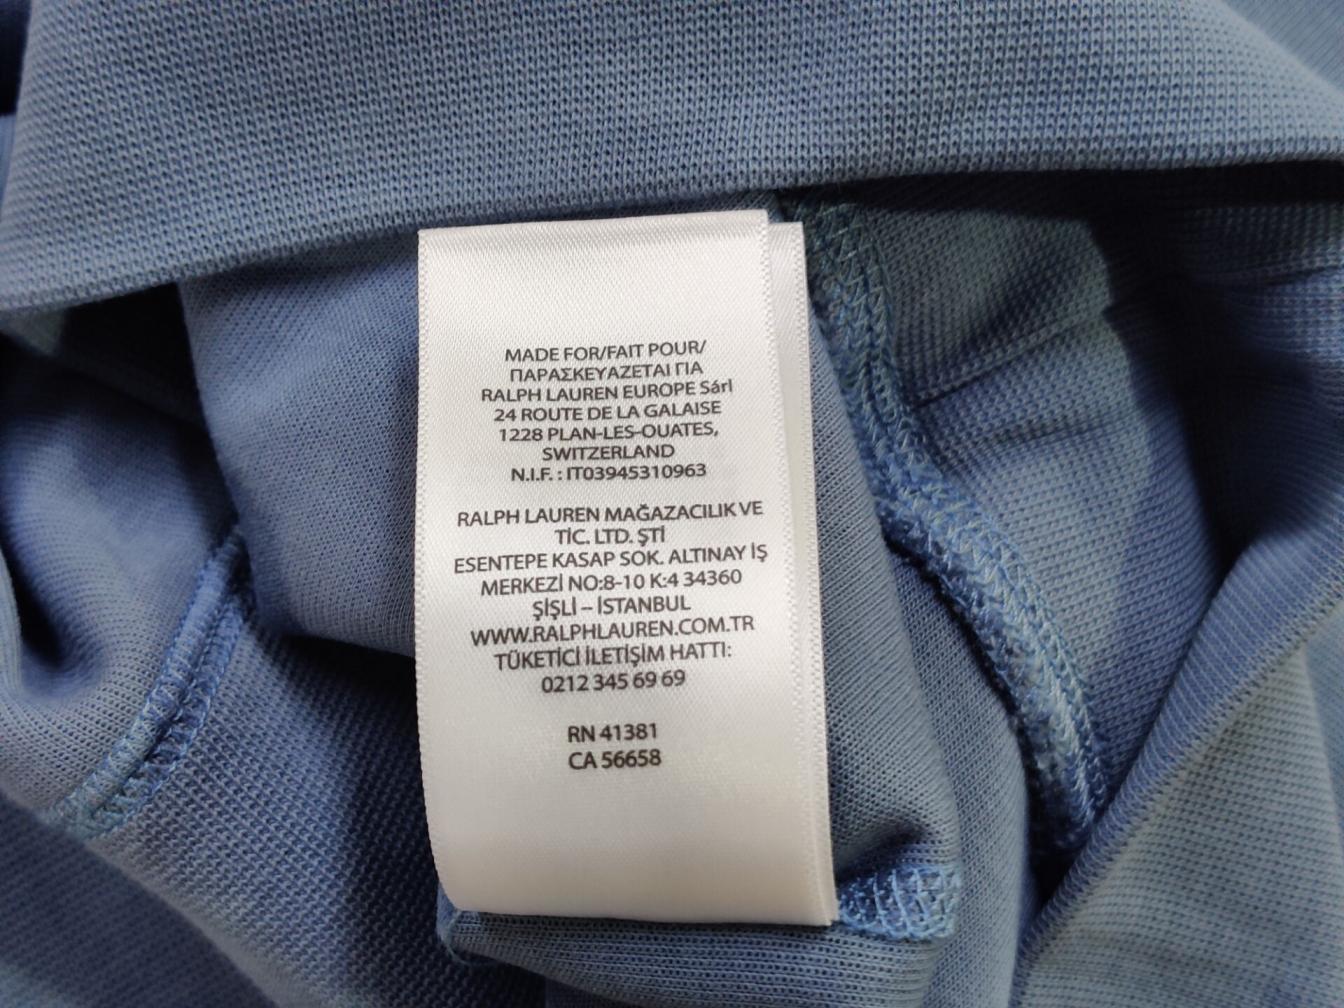 MADE FOR/FAIT POUR/
ΠΑΡΑΣΚΕΥΑΖΕΤΑΙ ΓΙΑ
RALPH LAUREN EUROPE Sárl
24 ROUTE DE LA GALAISE
1228 PLAN-LES-OUATES,
SWITZERLAND
N.I.F. : IT03945310963
RALPH LAUREN MAĞAZACILIK VE
TİC. LTD. ŞTİ
ESENTEPE KASAP SOK. ALTINAY İŞ
MERKEZİ NO:8-10 K:4 34360
ŞİŞLİ – İSTANBUL
WWW.RALPHLAUREN.COM.TR
TÜKETİCİ İLETİŞİM HATTI:
0212 345 69 69
RN 41381
CA 56658